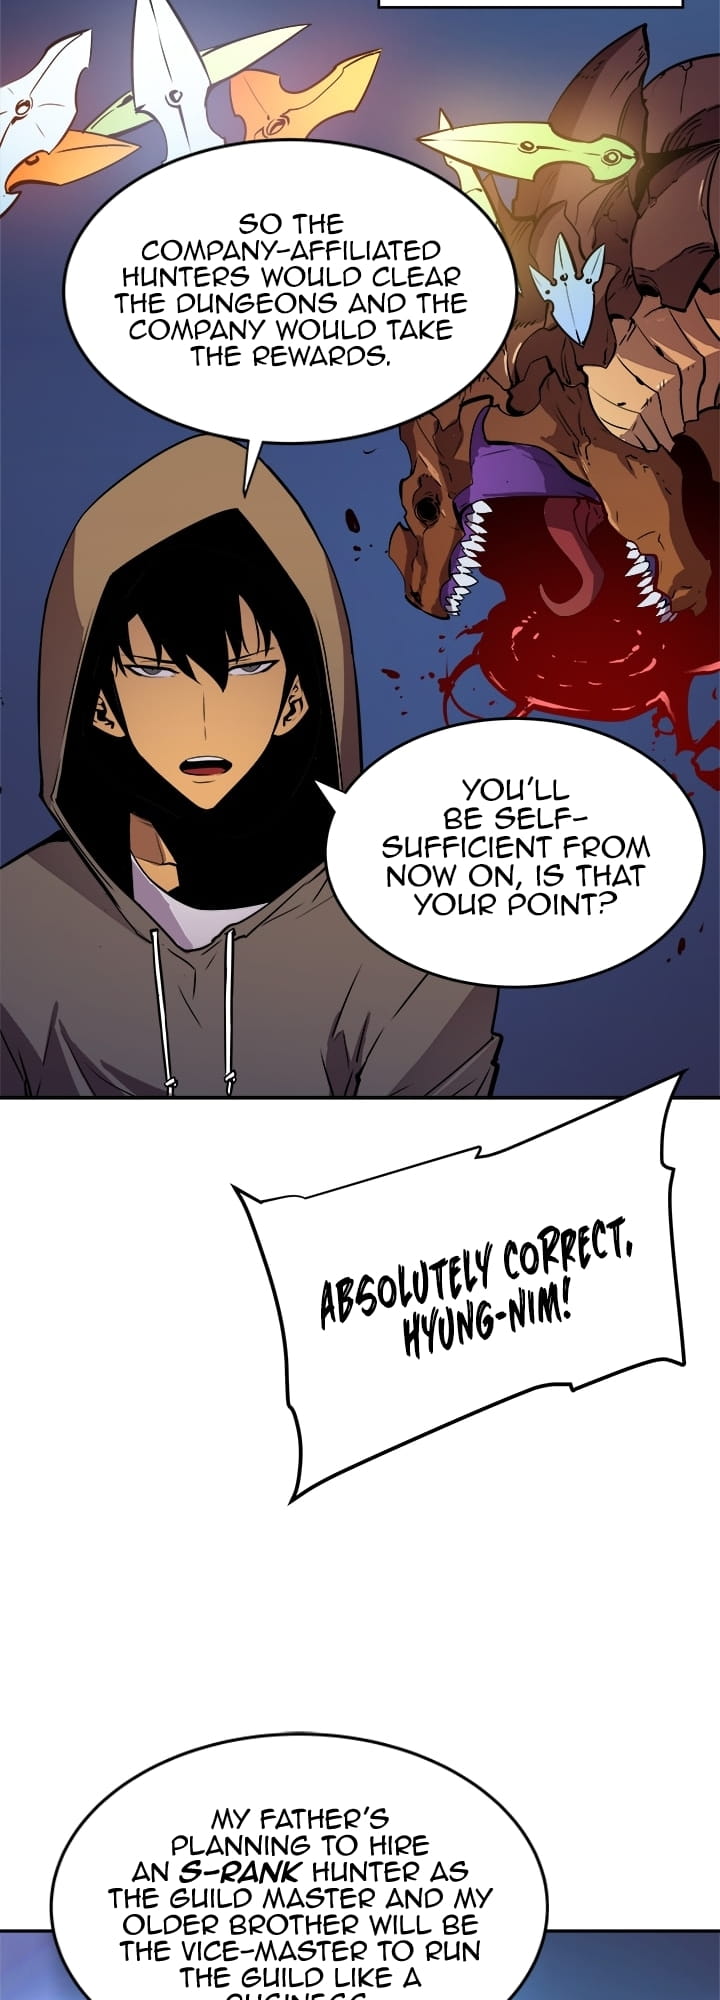 SO THE
COMPANY-AFFILIATED
HUNTERS WOULD CLEAR
THE DUNGEONS AND THE
COMPANY WOULD TAKE
THE REWARDS.
YOU'LL
BE SELF-
SUFFICIENT FROM
NOW ON, IS THAT
YOUR POINT?
ABSOLUTELY CORRECT,
HYUNG-NIM!
MY FATHER'S
PLANNING TO HIRE
AN S-RANK HUNTER AS
THE GUILD MASTER AND MY
OLDER BROTHER WILL BE
THE VICE-MASTER TO RUN
THE GUILD LIKE A